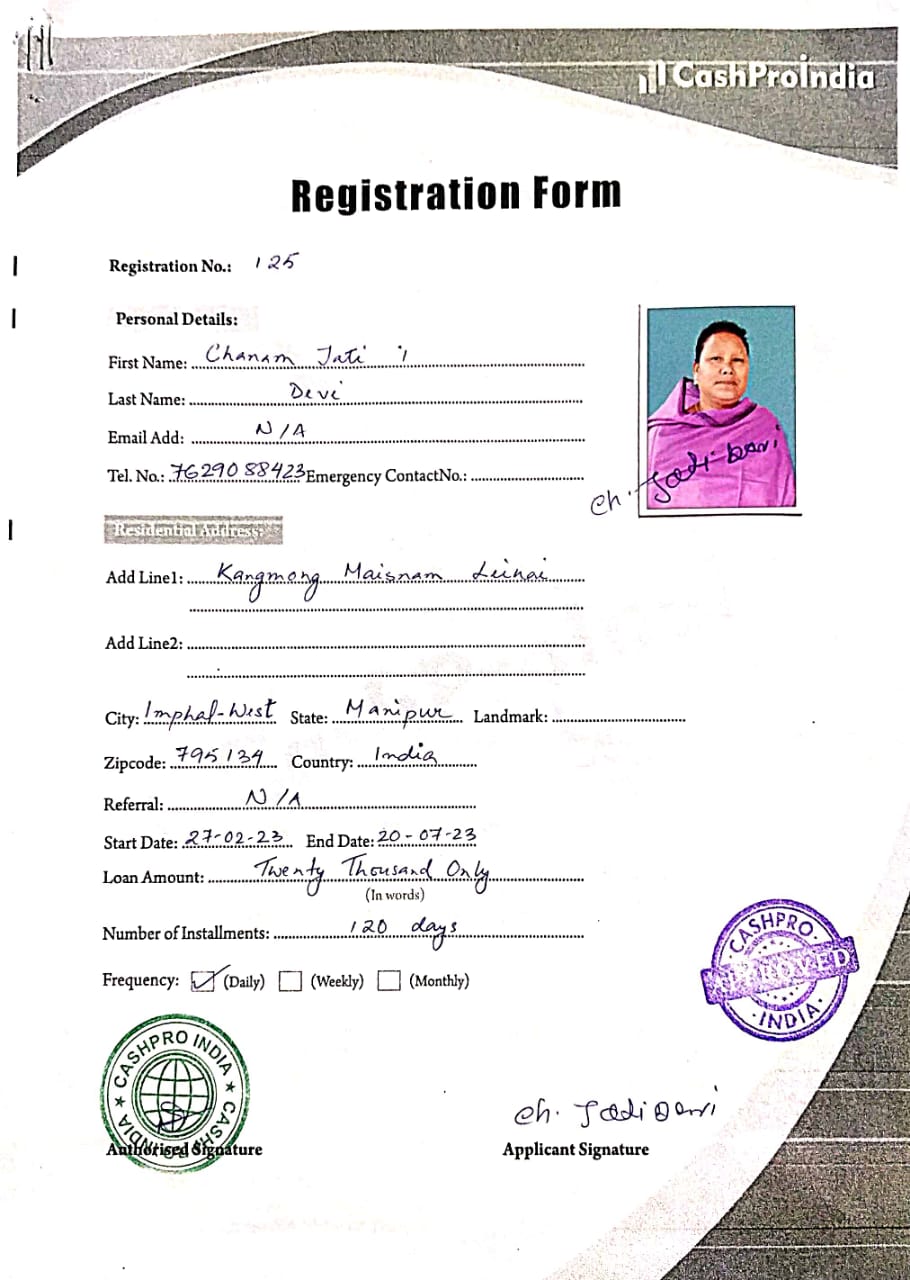 CashProIndia
Registration Form
Registration No.: 125
Personal Details:
First Name: Chanam Jati
Last Name: Devi
Email Add: N/A
Tel. No.: 7629088423 Emergency ContactNo.:
Ch. Jadi Devi
Residential Address:
Add Line1: Kangmong Maisnam Leikai
Add Line2:
City: Imphal-West State: Manipur Landmark:
Zipcode: 795134 Country: India
Referral: N/A
Start Date: 27-02-23 End Date: 20-07-23
Loan Amount: Twenty Thousand Only
(In words)
Number of Installments: 120 days
Frequency: (Daily) (Weekly) (Monthly)
CASHPRO
APPROVED
INDIA
CASHPRO INDIA
Ch. Jadi Devi
Authorised Signature Applicant Signature